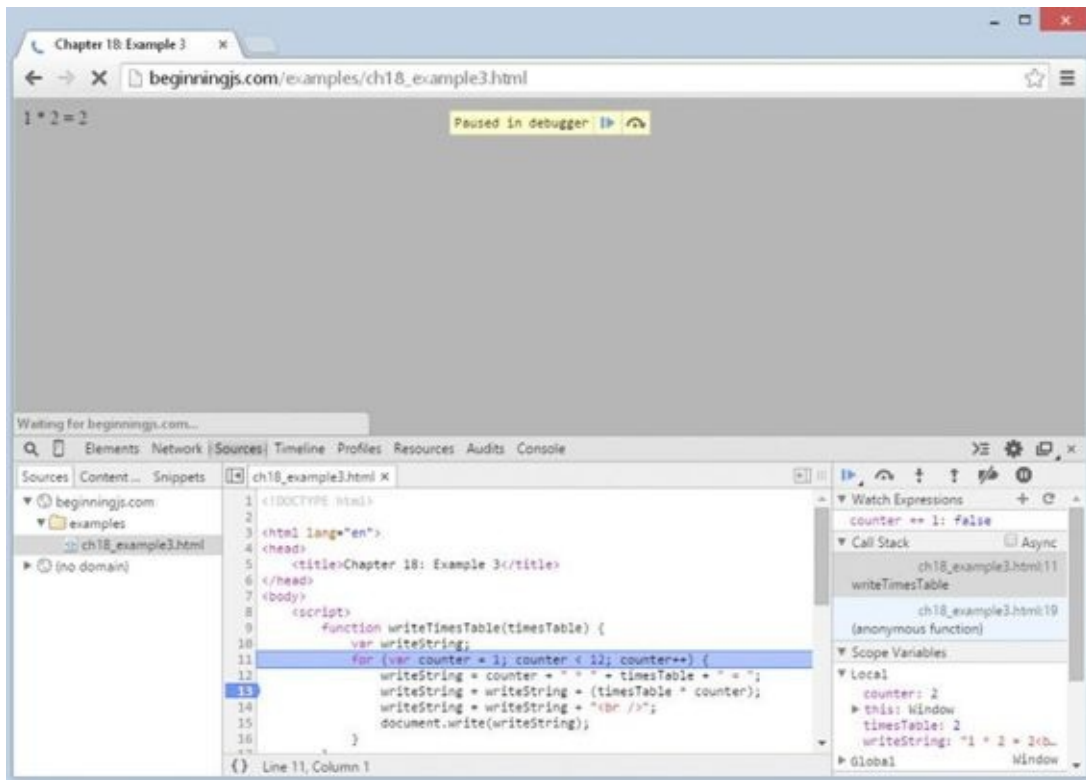 Chapter 18: Example 3
beginningjs.com/examples/ch18_example3.html
1 * 2 = 2
Paused in debugger
Waiting for beginningjs.com...
Elements Network Sources Timeline Profiles Resources Audits Console
Sources Content... Snippets
ch18_example3.html
beginningjs.com
examples
ch18_example3.html
(no domain)
1 <!DOCTYPE html>
2
3 <html lang="en">
4 <head>
5 <title>Chapter 18: Example 3</title>
6 </head>
7 <body>
8 <script>
9 function writeTimesTable(timesTable) {
10 var writeString;
11 for (var counter = 1; counter < 12; counter++) {
12 writeString = counter + " * " + timesTable + " = ";
13 writeString = writeString + (timesTable * counter);
14 writeString = writeString + "<br />";
15 document.write(writeString);
16 }
{} Line 11, Column 1
Watch Expressions
counter == 1: false
Call Stack Async
ch18_example3.html:11
writeTimesTable
ch18_example3.html:19
(anonymous function)
Scope Variables
Local
counter: 2
this: Window
timesTable: 2
writeString: "1 * 2 = 2<b...
Global Window